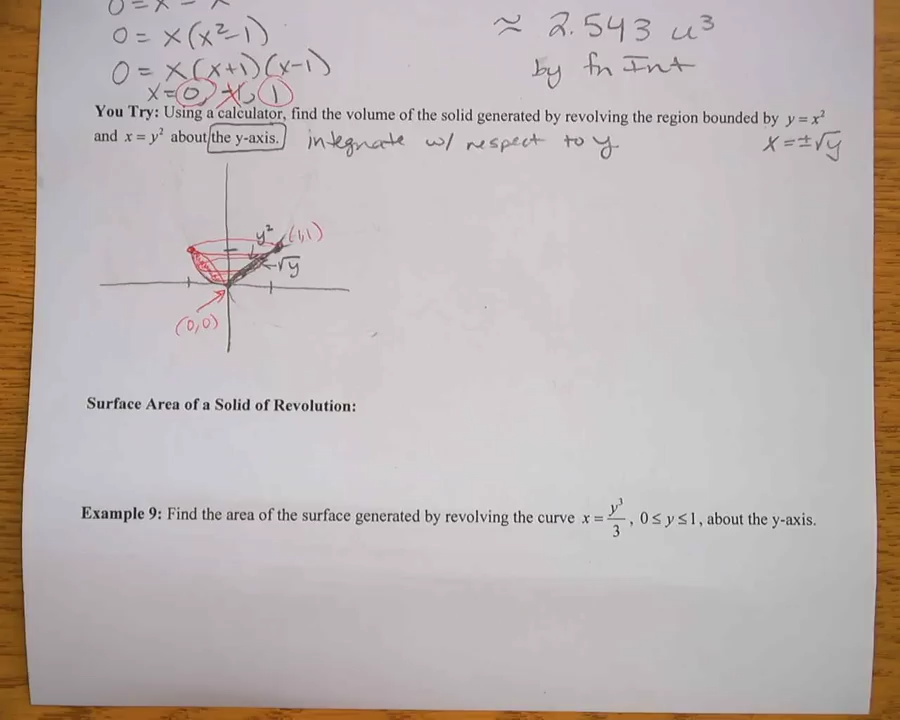 0 = x
0 = x(x²-1)
0 = x(x+1)(x-1)
x = 0, -1, 1
≈ 2.543 u³
by fn Int
You Try: Using a calculator, find the volume of the solid generated by revolving the region bounded by y = x²
and x = y² about the y-axis. integrate w/ respect to y
x = ±√y
y²
(1,1)
√y
(0,0)
Surface Area of a Solid of Revolution:
Example 9: Find the area of the surface generated by revolving the curve x = y³/3, 0 ≤ y ≤ 1, about the y-axis.